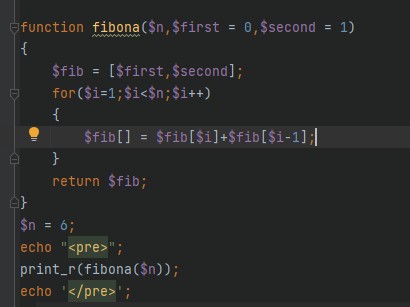 function fibona($n,$first = 0,$second = 1)
{
    $fib = [$first,$second];
    for($i=1;$i<$n;$i++)
    {
        $fib[] = $fib[$i]+$fib[$i-1];
    }
    return $fib;
}
$n = 6;
echo "<pre>";
print_r(fibona($n));
echo '</pre>';